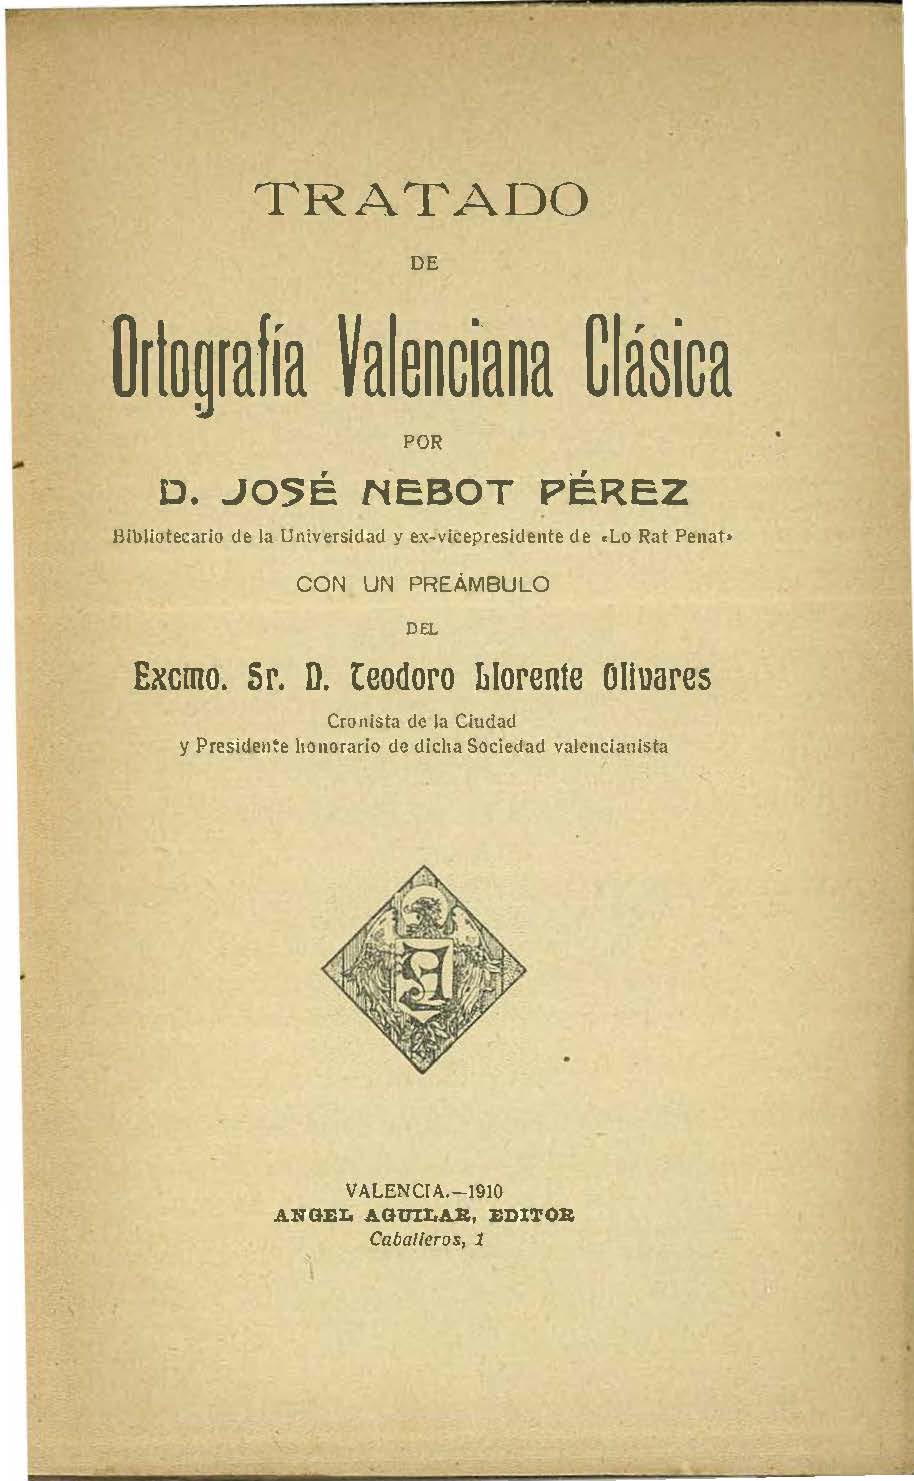 TRATADO
DE
Ortografía Valenciana Clásica
POR
D. JOSÉ NEBOT PÉREZ
Bibliotecario de la Universidad y ex-vicepresidente de «Lo Rat Penat»
CON UN PREÁMBULO
DEL
Excmo. Sr. D. Teodoro Llorente Olivares
Cronista de la Ciudad
y Presidente honorario de dicha Sociedad valencianista
VALENCIA.—1910
ANGEL AGUILAR, EDITOR
Caballeros, 1